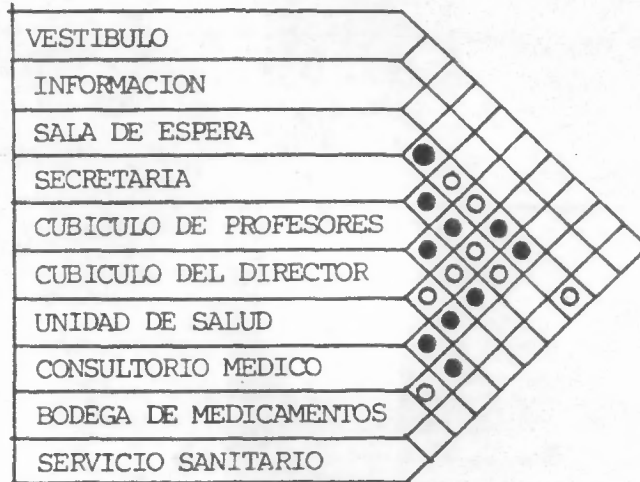 VESTIBULO
INFORMACION
SALA DE ESPERA
SECRETARIA
CUBICULO DE PROFESORES
CUBICULO DEL DIRECTOR
UNIDAD DE SALUD
CONSULTORIO MEDICO
BODEGA DE MEDICAMENTOS
SERVICIO SANITARIO